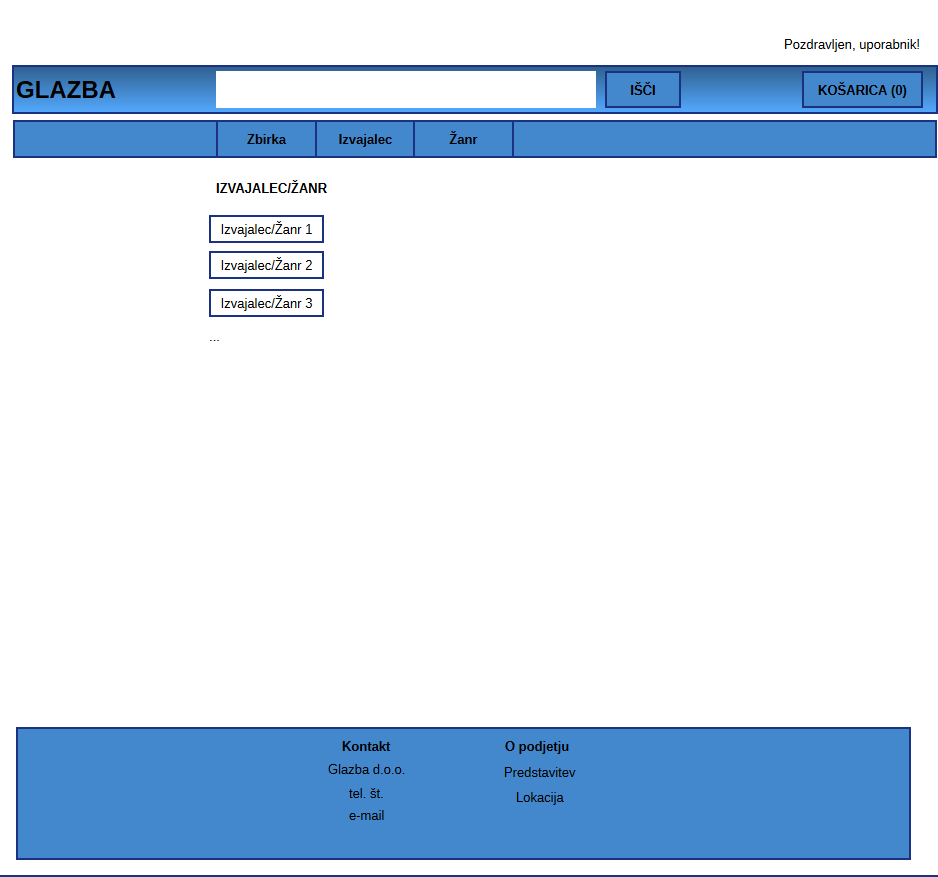 Pozdravljen, uporabnik!
GLAZBA
IŠČI
KOŠARICA (0)
Zbirka
Izvajalec
Žanr
IZVAJALEC/ŽANR
Izvajalec/Žanr 1
Izvajalec/Žanr 2
Izvajalec/Žanr 3
...
Kontakt
Glazba d.o.o.
tel. št.
e-mail
O podjetju
Predstavitev
Lokacija